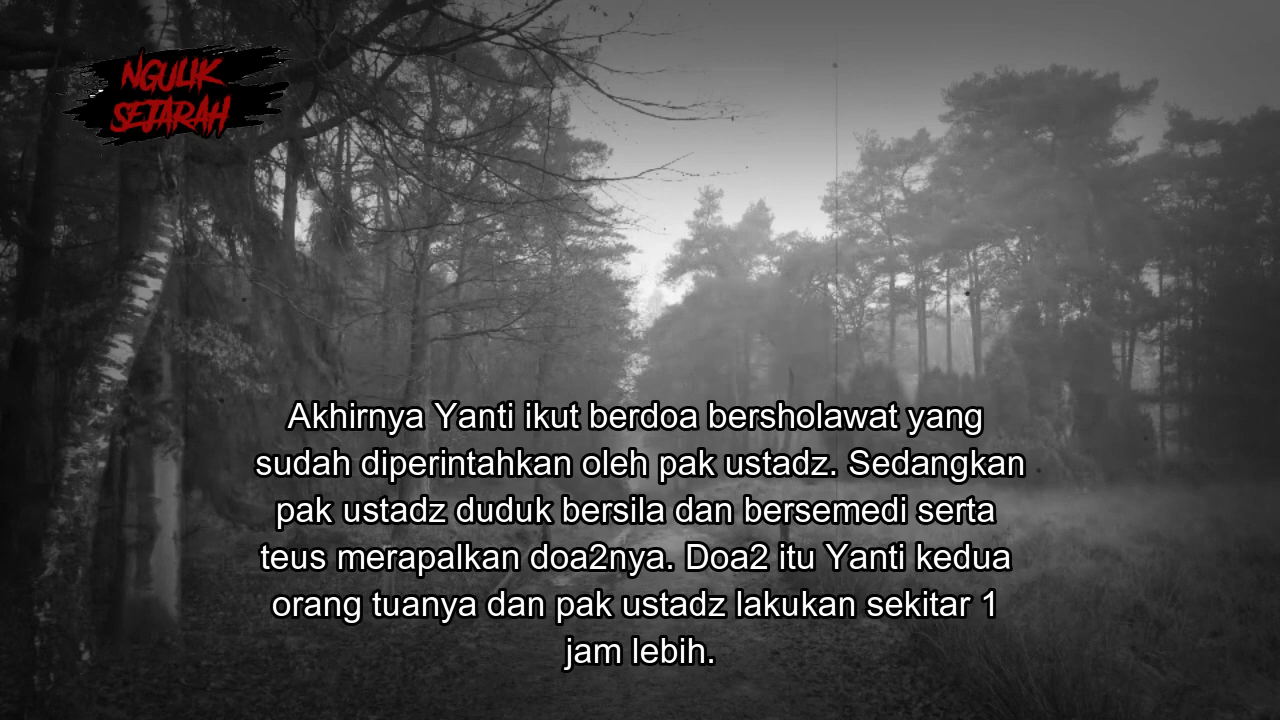 NGULIK
SEJARAH
Akhirnya Yanti ikut berdoa bersholawat yang
sudah diperintahkan oleh pak ustadz. Sedangkan
pak ustadz duduk bersila dan bersemedi serta
teus merapalkan doa2nya. Doa2 itu Yanti kedua
orang tuanya dan pak ustadz lakukan sekitar 1
jam lebih.